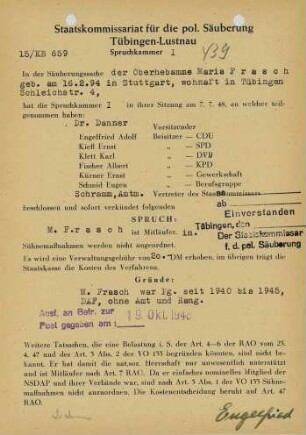 Staatskommissariat für die pol. Säuberung
Tübingen-Lustnau
Spruchkammer I
15/KB 659
In der Säuberungssache der Oberhebamme Maria F r a s c h
geb. am 16.2.94 in Stuttgart, wohnhaft in Tübingen
Schleichstr. 4,
hat die Spruchkammer I in ihrer Sitzung am 7.7.48, an welcher teil-
genommen haben:
Dr. Danner Vorsitzender
Engelfried Adolf Beisitzer — CDU
Kieß Ernst „ — SPD
Klett Karl „ — DVP
Fischer Albert „ — KPD
Kürner Ernst „ — Gewerkschaft
Schmid Eugen „ — Berufsgruppe
Schramm, Amtm. Vertreter des Staatskommissars
beschlossen und sofort verkündet folgenden
SPRUCH:
M. F r a s c h ist Mitläufer.
Sühnemaßnahmen werden nicht angeordnet.
Einverstanden
Tübingen, den
Der Staatskommissar
f. d. pol. Säuberung
Es wird eine Verwaltungsgebühr von 20.- DM erhoben, im übrigen trägt die
Staatskasse die Kosten des Verfahrens.
Gründe:
M. Frasch war Pg. seit 1940 bis 1945,
DAF, ohne Amt und Rang.
Ausf. an Betr. zur
Post gegeben am
19. Okt. 1948
Weitere Tatsachen, die eine Belastung i. S. der Art. 4—6 der RAO vom 25.
4. 47 und des Art. 3 Abs. 2 der VO 133 begründen könnten, sind nicht be-
kannt. Er hat damit die nat. soz. Herrschaft nur unwesentlich unterstützt
und ist Mitläufer nach Art. 7 RAO. Da er einfaches nominelles Mitglied der
NSDAP und ihrer Verbände war, sind nach Art. 3 Abs. 1 der VO 133 Sühne-
maßnahmen nicht anzuordnen. Die Kostenentscheidung beruht auf Art. 47
RAO.
Engelfried